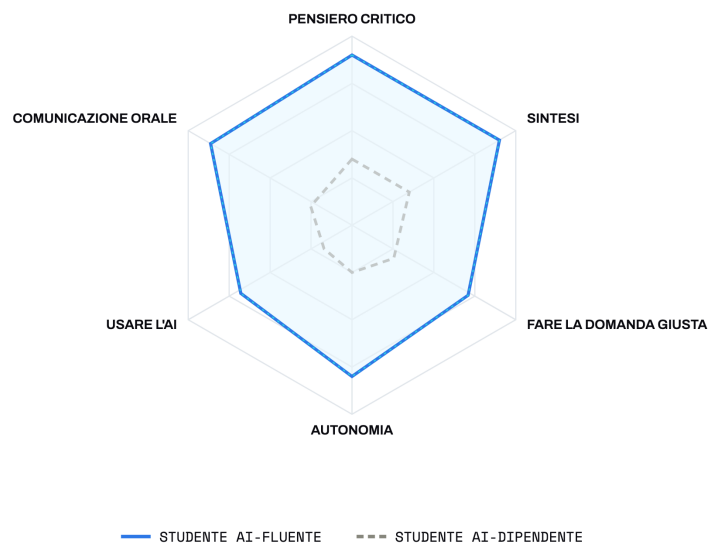 PENSIERO CRITICO
COMUNICAZIONE ORALE
SINTESI
USARE L'AI
FARE LA DOMANDA GIUSTA
AUTONOMIA
STUDENTE AI-FLUENTE
STUDENTE AI-DIPENDENTE